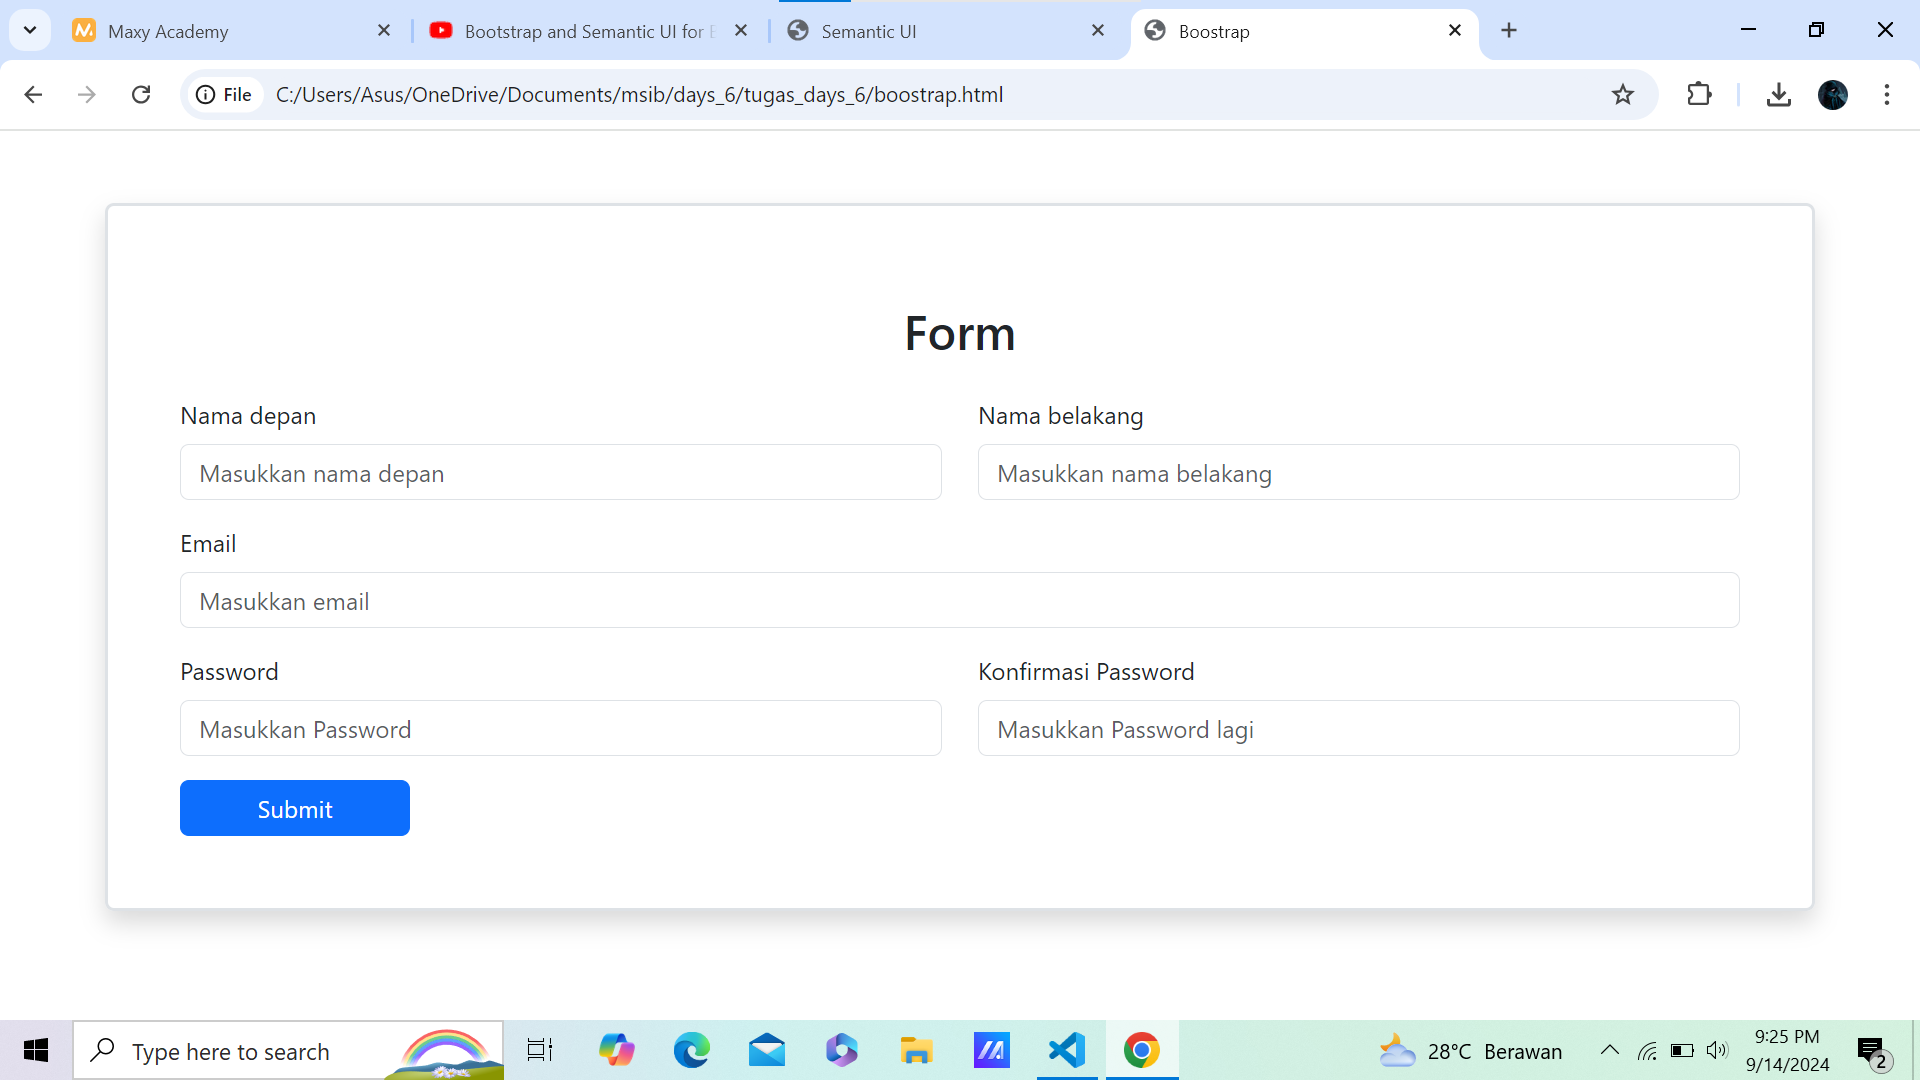 Maxy Academy
Bootstrap and Semantic UI for
Semantic UI
Boostrap
File
C:/Users/Asus/OneDrive/Documents/msib/days_6/tugas_days_6/boostrap.html
Form
Nama depan
Nama belakang
Masukkan nama depan
Masukkan nama belakang
Email
Masukkan email
Password
Konfirmasi Password
Masukkan Password
Masukkan Password lagi
Submit
Type here to search
28°C Berawan
9:25 PM
9/14/2024
2